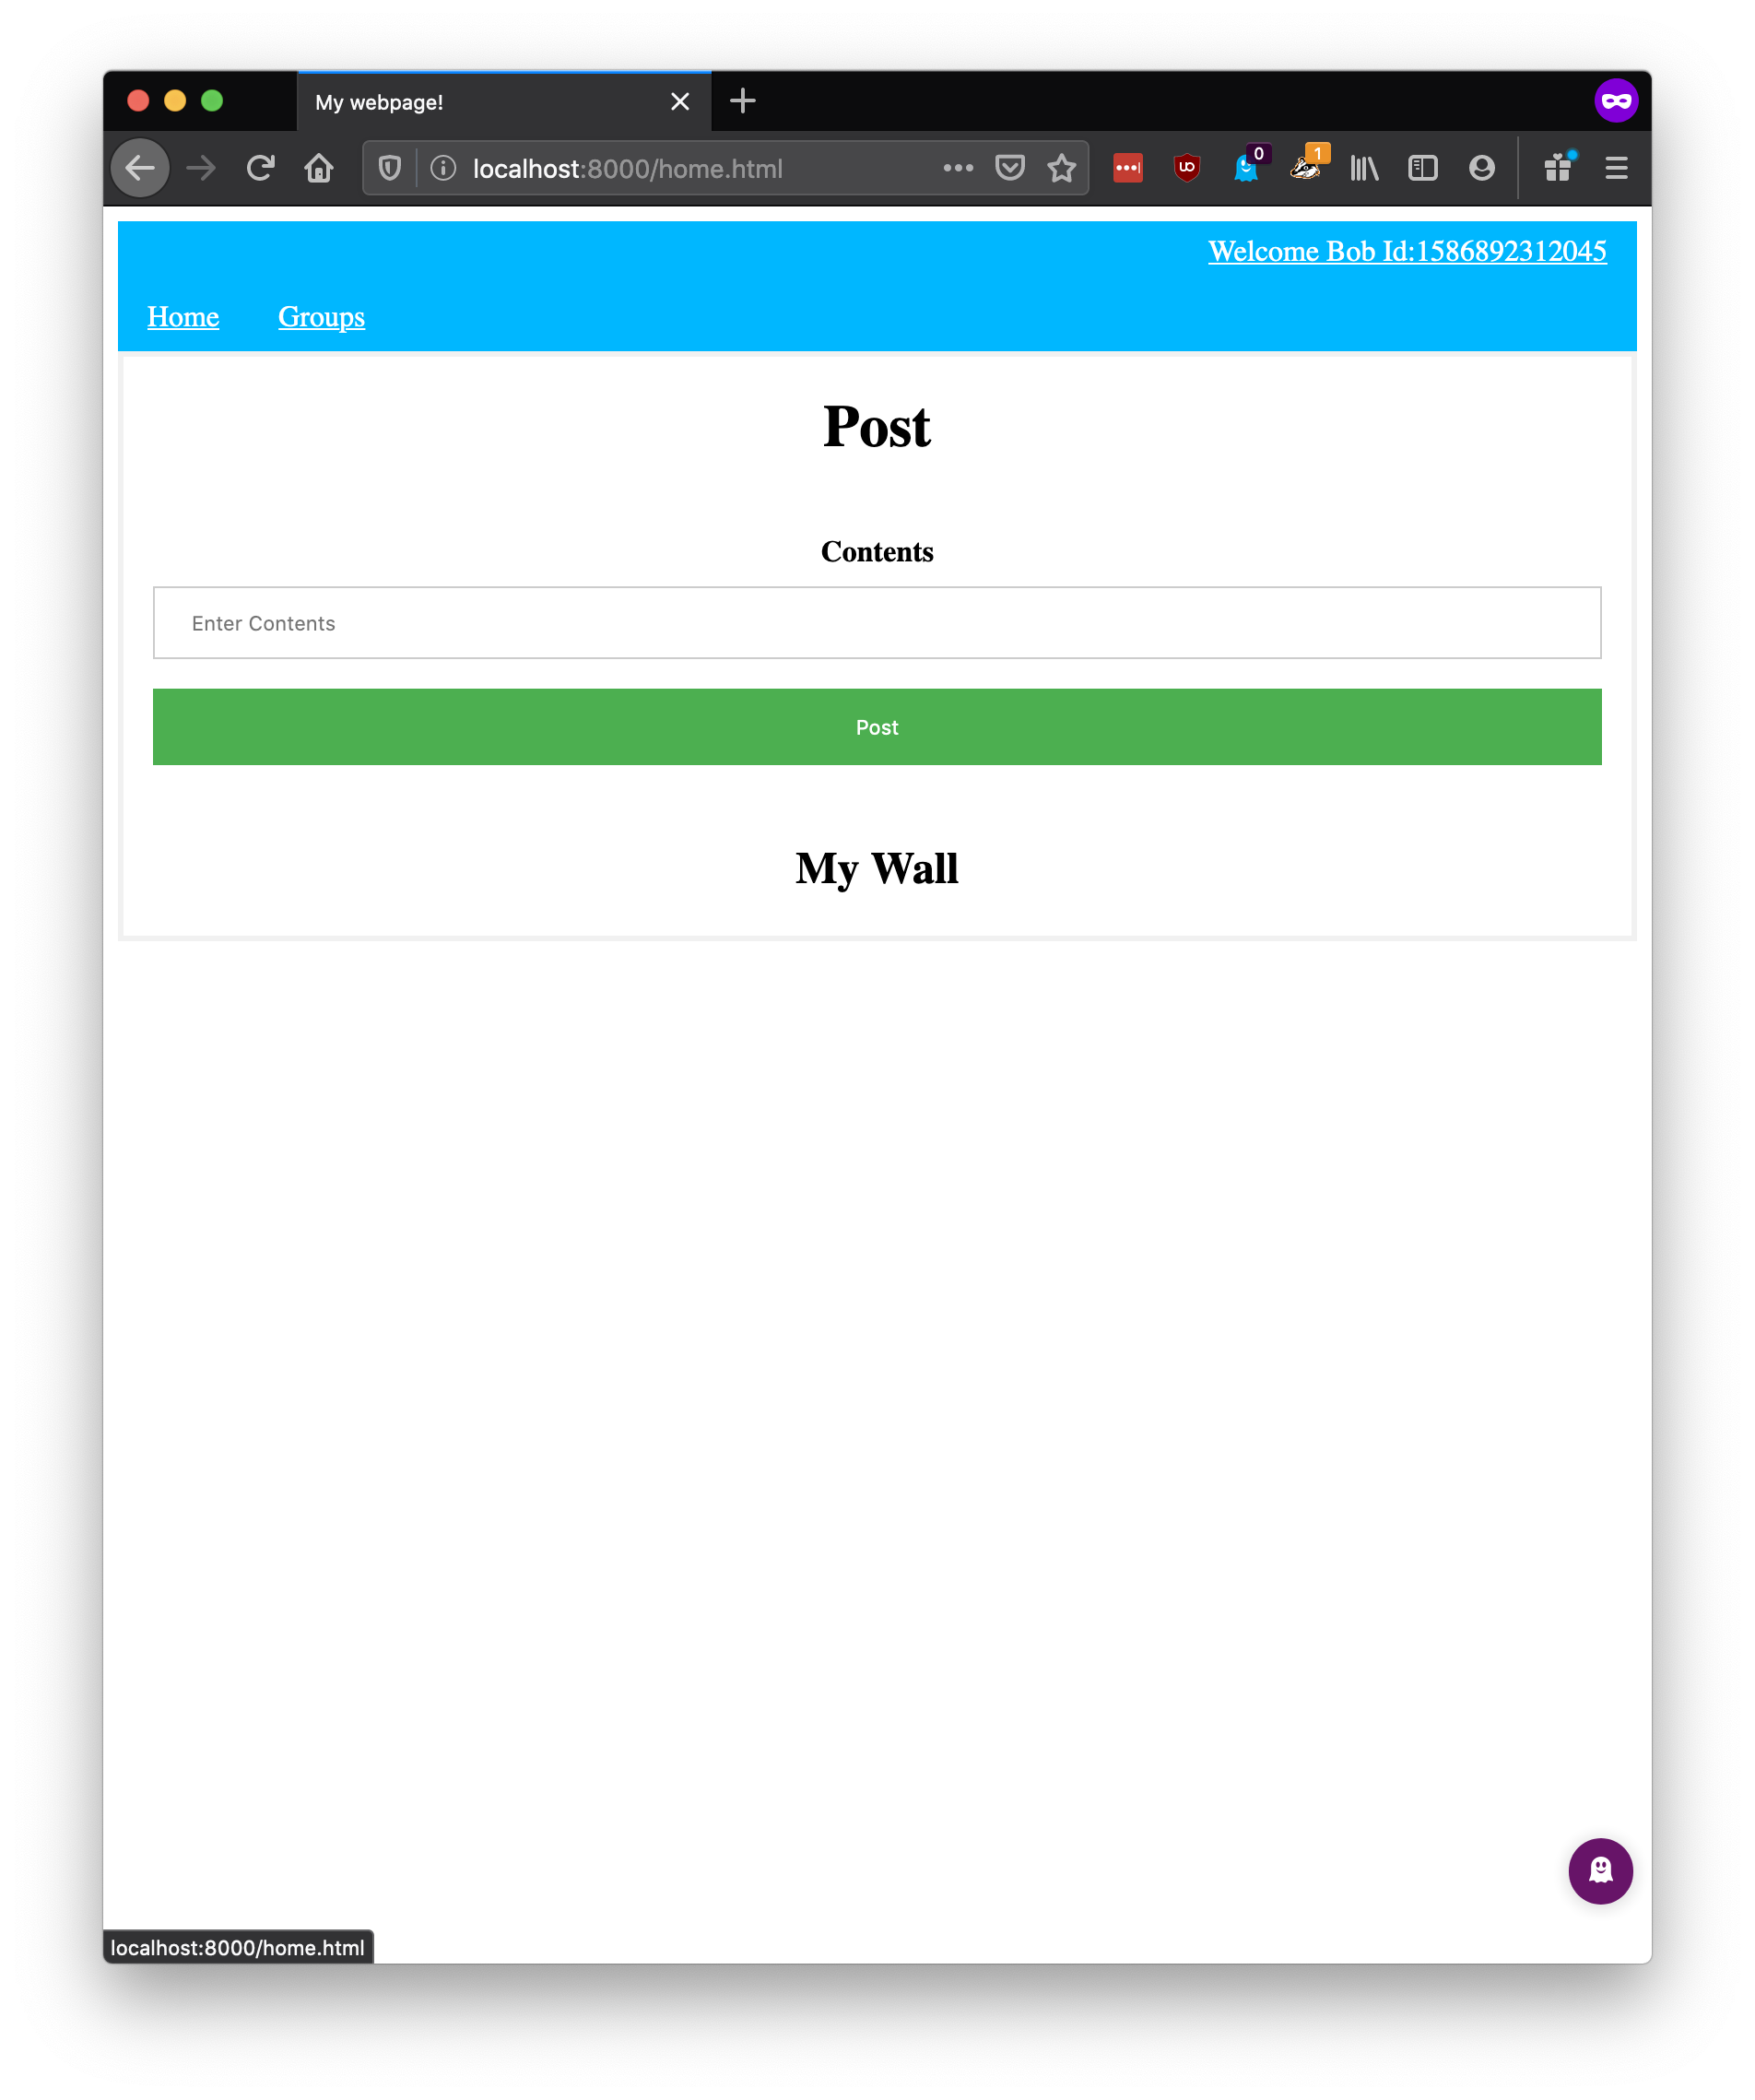 My webpage!
localhost:8000/home.html
0
1
Welcome Bob Id:1586892312045
Home Groups
Post
Contents
Enter Contents
Post
My Wall
localhost:8000/home.html